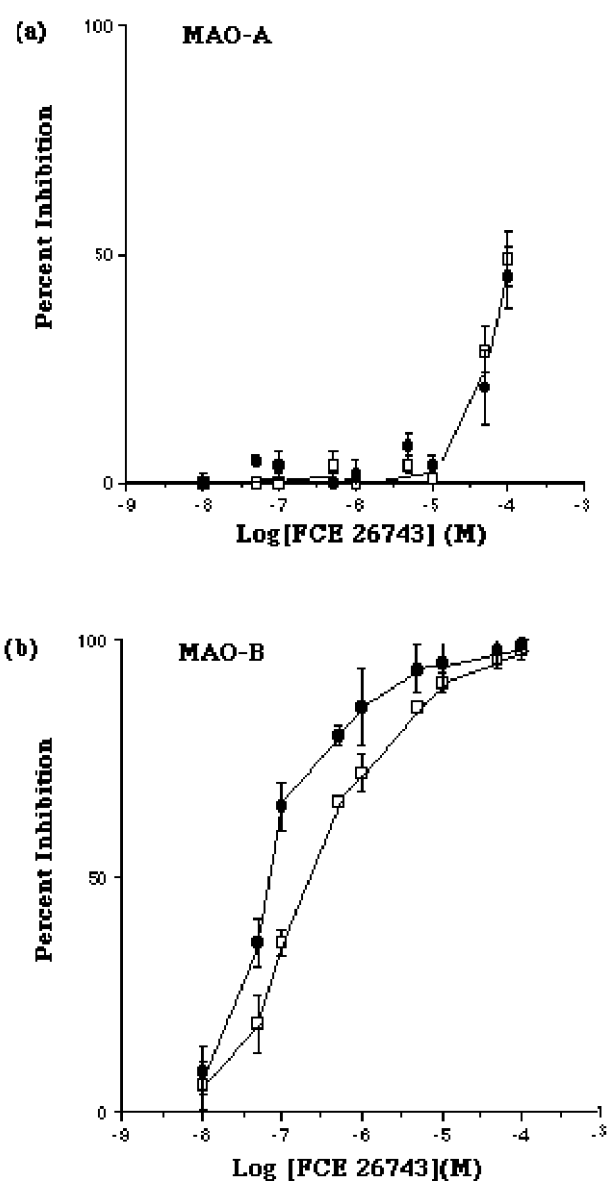 (a)
MAO-A
100
50
0
Percent Inhibition
-9 -8 -7 -6 -5 -4 -3
Log[FCE 26743] (M)
(b)
MAO-B
100
50
0
Percent Inhibition
-9 -8 -7 -6 -5 -4 -3
Log [FCE 26743](M)